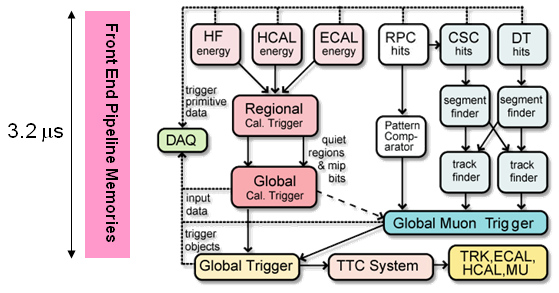 3.2 μs
Front End Pipeline Memories
HF
energy
HCAL
energy
ECAL
energy
RPC
hits
CSC
hits
DT
hits
trigger
primitive
data
DAQ
Regional
Cal. Trigger
quiet
regions
& mip
bits
Pattern
Comp-
arator
segment
finder
segment
finder
Global
Cal. Trigger
track
finder
track
finder
input
data
Global Muon Trigger
trigger
objects
Global Trigger
TTC System
TRK,ECAL,
HCAL,MU